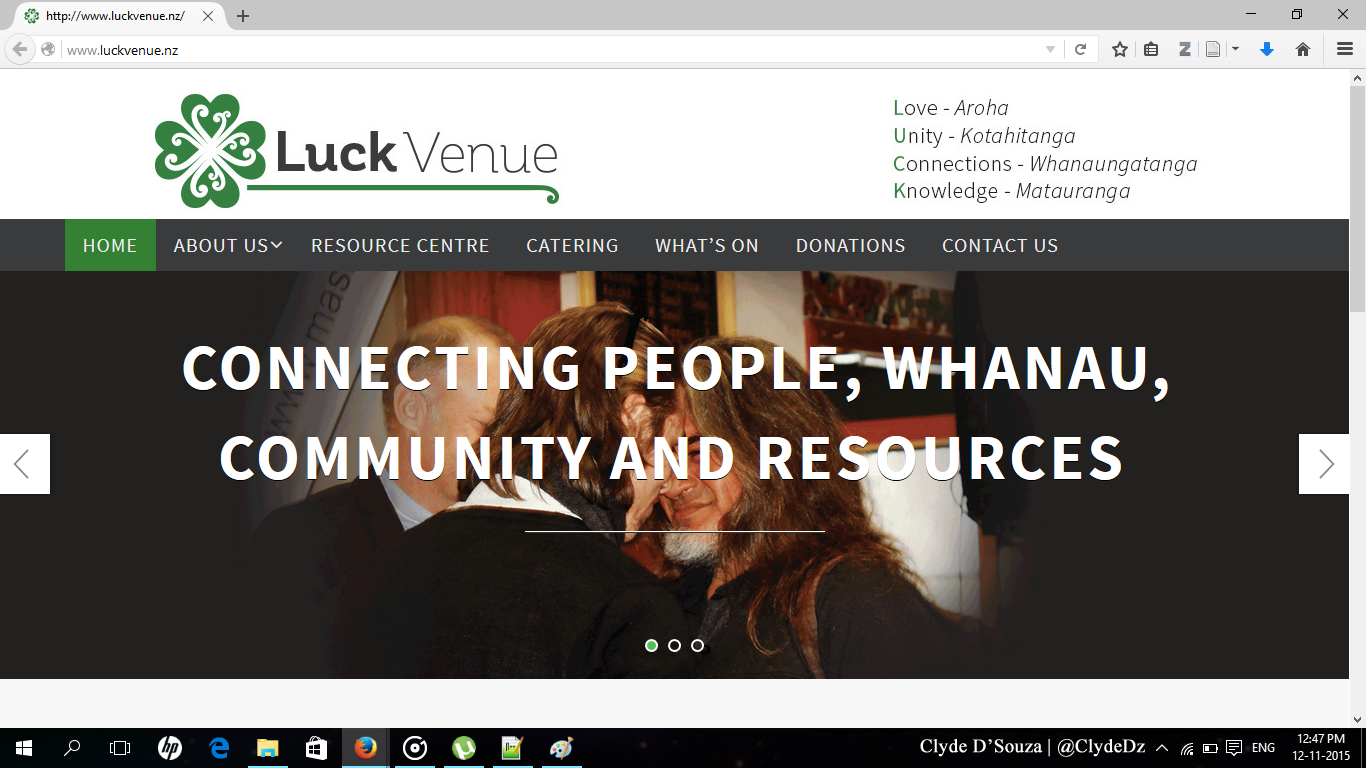 http://www.luckvenue.nz/
www.luckvenue.nz
Luck Venue
Love - Aroha
Unity - Kotahitanga
Connections - Whanaungatanga
Knowledge - Matauranga
HOME ABOUT US RESOURCE CENTRE CATERING WHAT’S ON DONATIONS CONTACT US
www.mas
CONNECTING PEOPLE, WHANAU,
COMMUNITY AND RESOURCES
Clyde D’Souza | @ClydeDz ENG 12:47 PM
12-11-2015